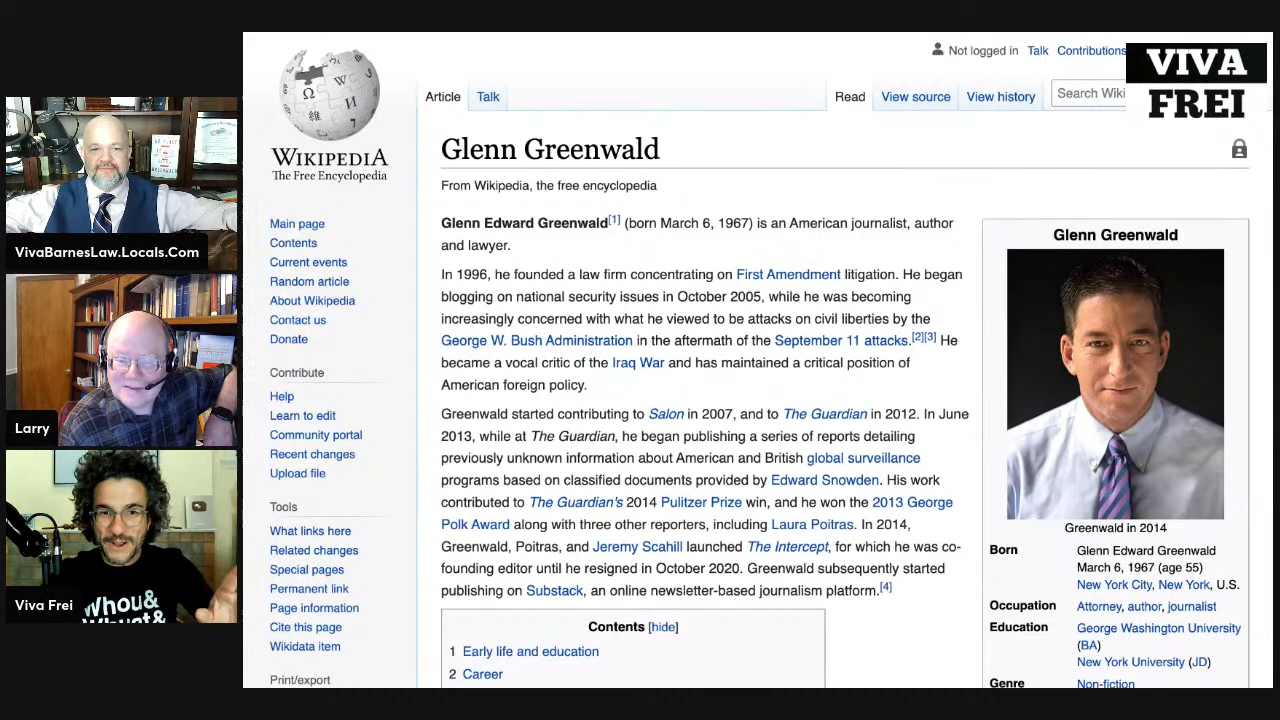 VivaBarnesLaw.Locals.Com
Larry
Whou&
Whust&
Viva Frei
WIKIPEDIA
The Free Encyclopedia
Main page
Contents
Current events
Random article
About Wikipedia
Contact us
Donate
Contribute
Help
Learn to edit
Community portal
Recent changes
Upload file
Tools
What links here
Related changes
Special pages
Permanent link
Page information
Cite this page
Wikidata item
Print/export
Not logged in Talk Contributions
VIVA
FREI
Article Talk Read View source View history Search Wiki
Glenn Greenwald
From Wikipedia, the free encyclopedia
Glenn Edward Greenwald[1] (born March 6, 1967) is an American journalist, author
and lawyer.
In 1996, he founded a law firm concentrating on First Amendment litigation. He began
blogging on national security issues in October 2005, while he was becoming
increasingly concerned with what he viewed to be attacks on civil liberties by the
George W. Bush Administration in the aftermath of the September 11 attacks.[2][3] He
became a vocal critic of the Iraq War and has maintained a critical position of
American foreign policy.
Greenwald started contributing to Salon in 2007, and to The Guardian in 2012. In June
2013, while at The Guardian, he began publishing a series of reports detailing
previously unknown information about American and British global surveillance
programs based on classified documents provided by Edward Snowden. His work
contributed to The Guardian's 2014 Pulitzer Prize win, and he won the 2013 George
Polk Award along with three other reporters, including Laura Poitras. In 2014,
Greenwald, Poitras, and Jeremy Scahill launched The Intercept, for which he was co-
founding editor until he resigned in October 2020. Greenwald subsequently started
publishing on Substack, an online newsletter-based journalism platform.[4]
Contents [hide]
1 Early life and education
2 Career
Glenn Greenwald
Greenwald in 2014
Born Glenn Edward Greenwald
March 6, 1967 (age 55)
New York City, New York, U.S.
Occupation Attorney, author, journalist
Education George Washington University
(BA)
New York University (JD)
Genre Non-fiction